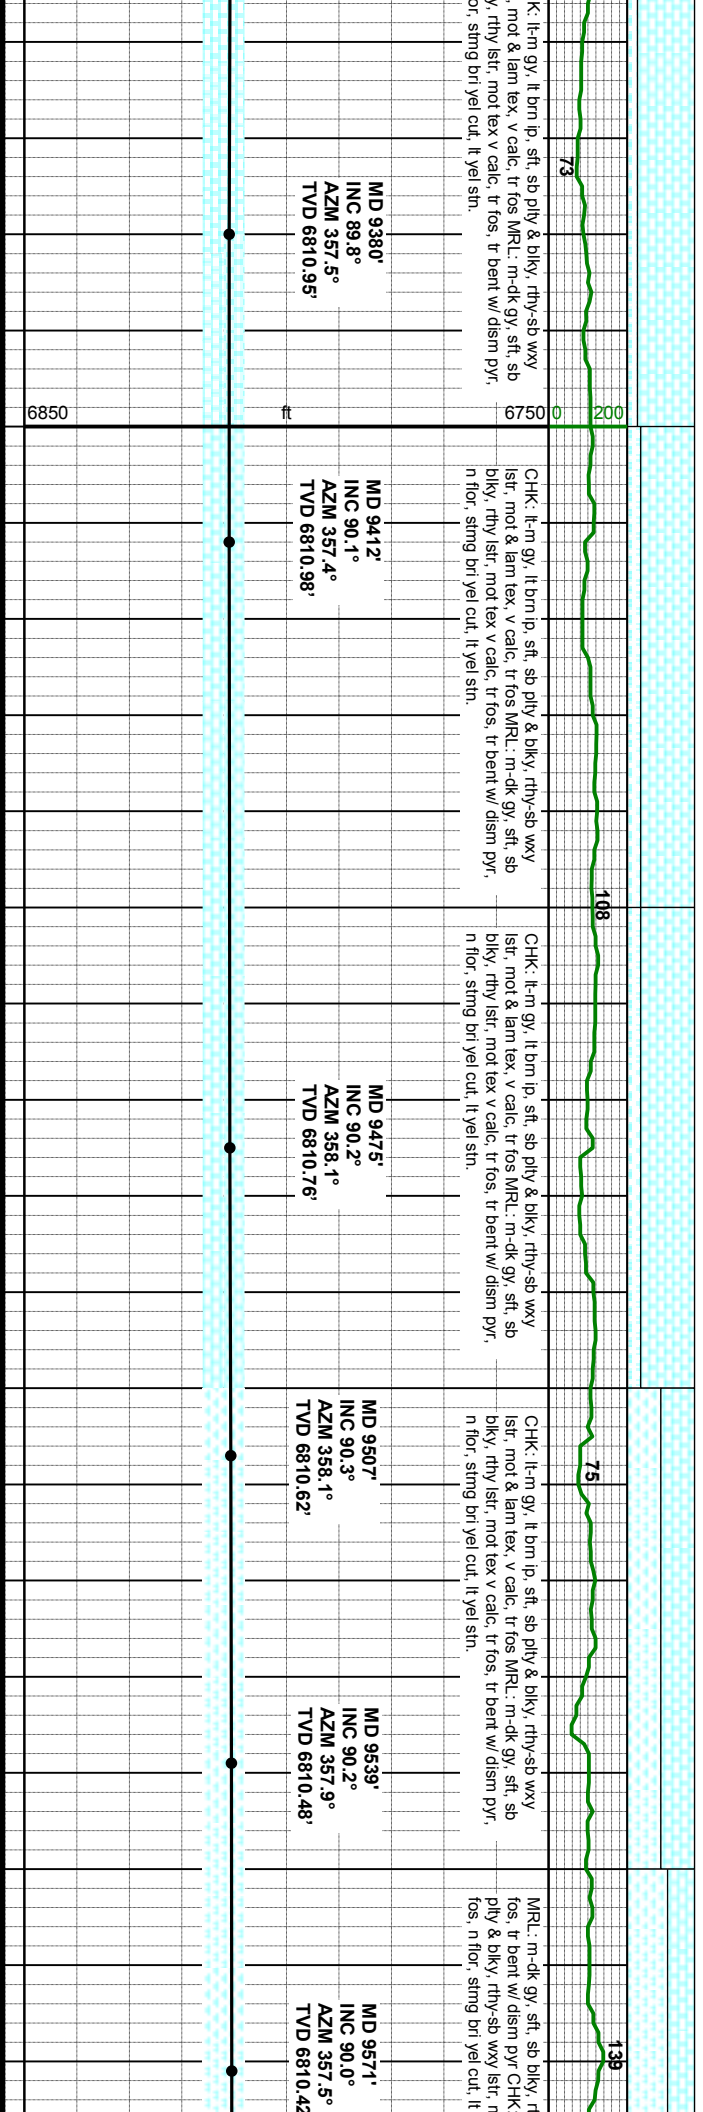 K: lt-m gy, lt brn ip, sft, sb plty & blky, rthy-sb wxy
, mot & lam tex, v calc, tr fos MRL: m-dk gy, sft, sb
y, rthy lstr, mot tex v calc, tr fos, tr bent w/ dism pyr,
or, stmg bri yel cut, lt yel stn.
73
MD 9380'
INC 89.8°
AZM 357.5°
TVD 6810.95'
6850
ft
6750
0
200
CHK: lt-m gy, lt brn ip, sft, sb plty & blky, rthy-sb wxy
lstr, mot & lam tex, v calc, tr fos MRL: m-dk gy, sft, sb
blky, rthy lstr, mot tex v calc, tr fos, tr bent w/ dism pyr,
n flor, stmg bri yel cut, lt yel stn.
MD 9412'
INC 90.1°
AZM 357.4°
TVD 6810.98'
108
CHK: lt-m gy, lt brn ip, sft, sb plty & blky, rthy-sb wxy
lstr, mot & lam tex, v calc, tr fos MRL: m-dk gy, sft, sb
blky, rthy lstr, mot tex v calc, tr fos, tr bent w/ dism pyr,
n flor, stmg bri yel cut, lt yel stn.
MD 9475'
INC 90.2°
AZM 358.1°
TVD 6810.76'
CHK: lt-m gy, lt brn ip, sft, sb plty & blky, rthy-sb wxy
lstr, mot & lam tex, v calc, tr fos MRL: m-dk gy, sft, sb
blky, rthy lstr, mot tex v calc, tr fos, tr bent w/ dism pyr,
n flor, stmg bri yel cut, lt yel stn.
75
MD 9507'
INC 90.3°
AZM 358.1°
TVD 6810.62'
MD 9539'
INC 90.2°
AZM 357.9°
TVD 6810.48'
MRL: m-dk gy, sft, sb blky, r
fos, tr bent w/ dism pyr CHK
plty & blky, rthy-sb wxy lstr, n
fos, n flor, stmg bri yel cut, lt
139
MD 9571'
INC 90.0°
AZM 357.5°
TVD 6810.42